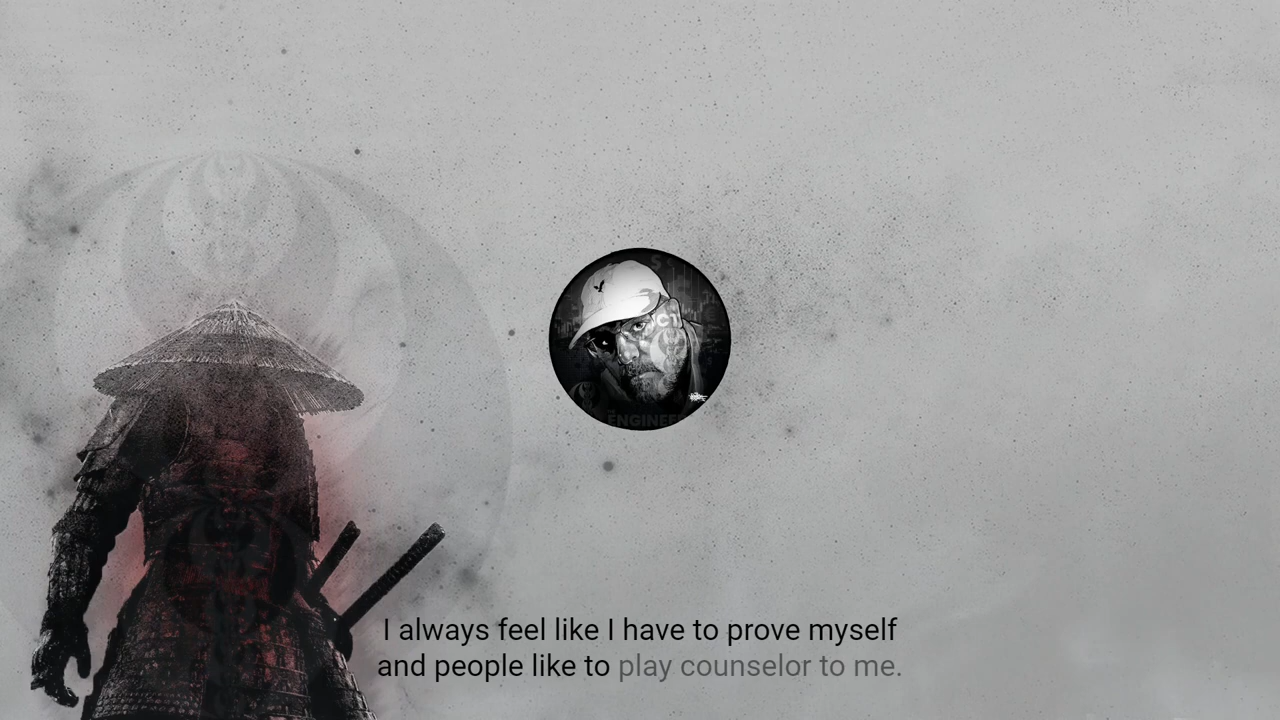 I always feel like I have to prove myself
and people like to play counselor to me.